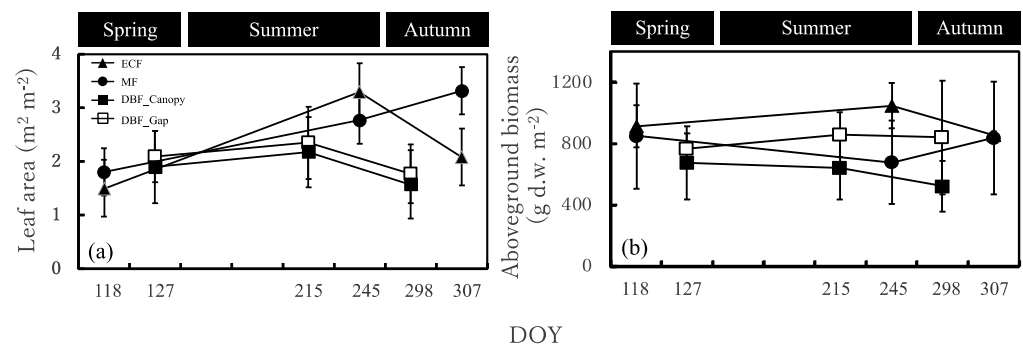 Spring Summer Autumn
Leaf area (m² m⁻²)
4
3
2
1
0
ECF
MF
DBF_Canopy
DBF_Gap
(a)
118 127 215 245 298 307
Spring Summer Autumn
Aboveground biomass
(g d.w. m⁻²)
1200
800
400
0
(b)
118 127 215 245 298 307
DOY